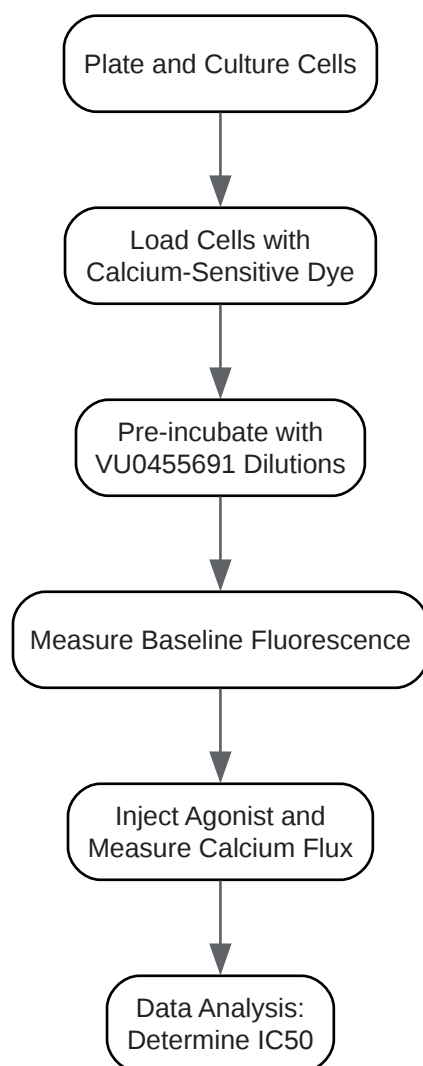 Plate and Culture Cells
Load Cells with
Calcium-Sensitive Dye
Pre-incubate with
VU0455691 Dilutions
Measure Baseline Fluorescence
Inject Agonist and
Measure Calcium Flux
Data Analysis:
Determine IC50